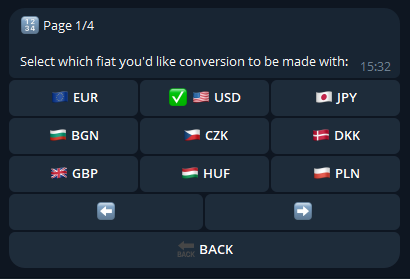 🔢 Page 1/4
Select which fiat you'd like conversion to be made with:
15:32
🇪🇺 EUR
✅ 🇺🇸 USD
🇯🇵 JPY
🇧🇬 BGN
🇨🇿 CZK
🇩🇰 DKK
🇬🇧 GBP
🇭🇺 HUF
🇵🇱 PLN
⬅️
➡️
🔙 BACK